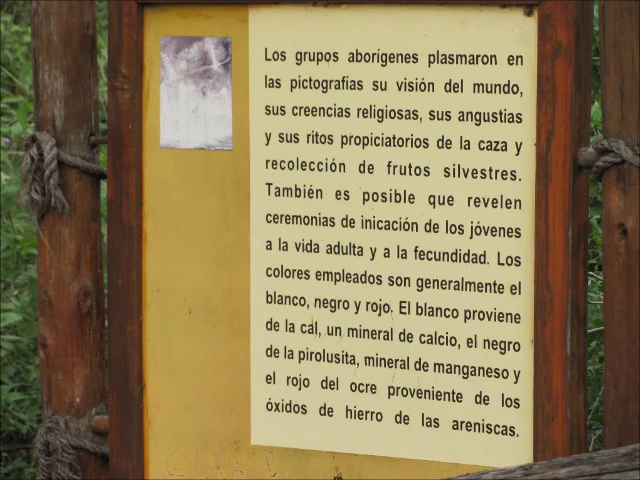 Los grupos aborígenes plasmaron en
las pictografías su visión del mundo,
sus creencias religiosas, sus angustias
y sus ritos propiciatorios de la caza y
recolección de frutos silvestres.
También es posible que revelen
ceremonias de inicación de los jóvenes
a la vida adulta y a la fecundidad. Los
colores empleados son generalmente el
blanco, negro y rojo. El blanco proviene
de la cal, un mineral de calcio, el negro
de la pirolusita, mineral de manganeso y
el rojo del ocre proveniente de los
óxidos de hierro de las areniscas.